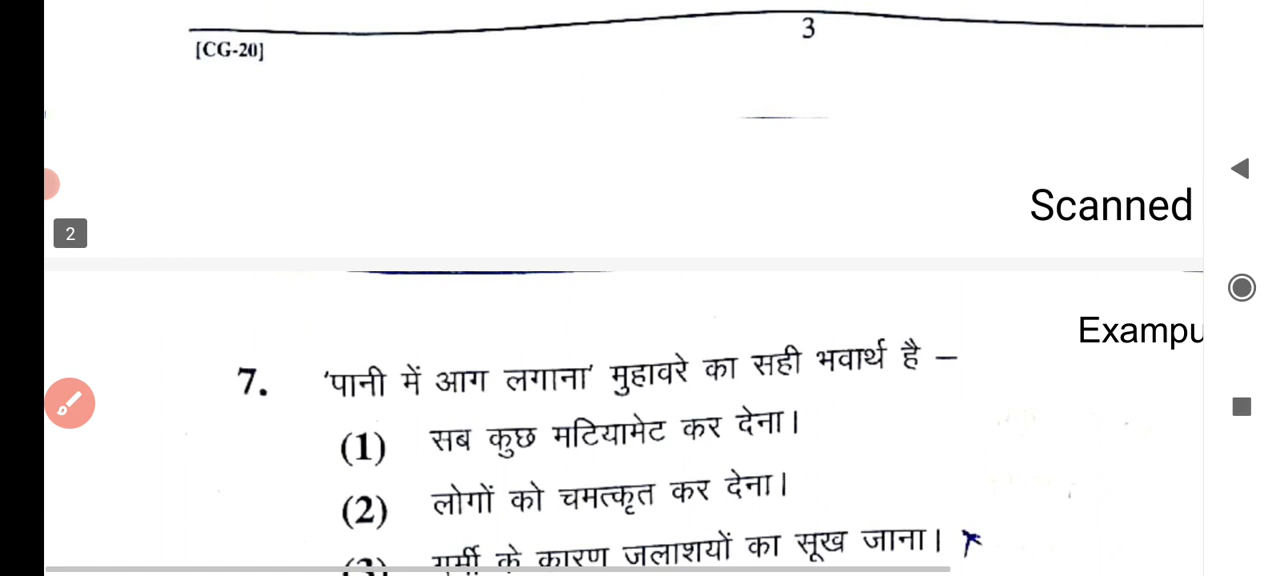 3
[CG-20]
Scanned
2
Exampu
7. 'पानी में आग लगाना' मुहावरे का सही भवार्थ है –
(1) सब कुछ मटियामेट कर देना।
(2) लोगों को चमत्कृत कर देना।
(3) गर्मी के कारण जलाशयों का सूख जाना।